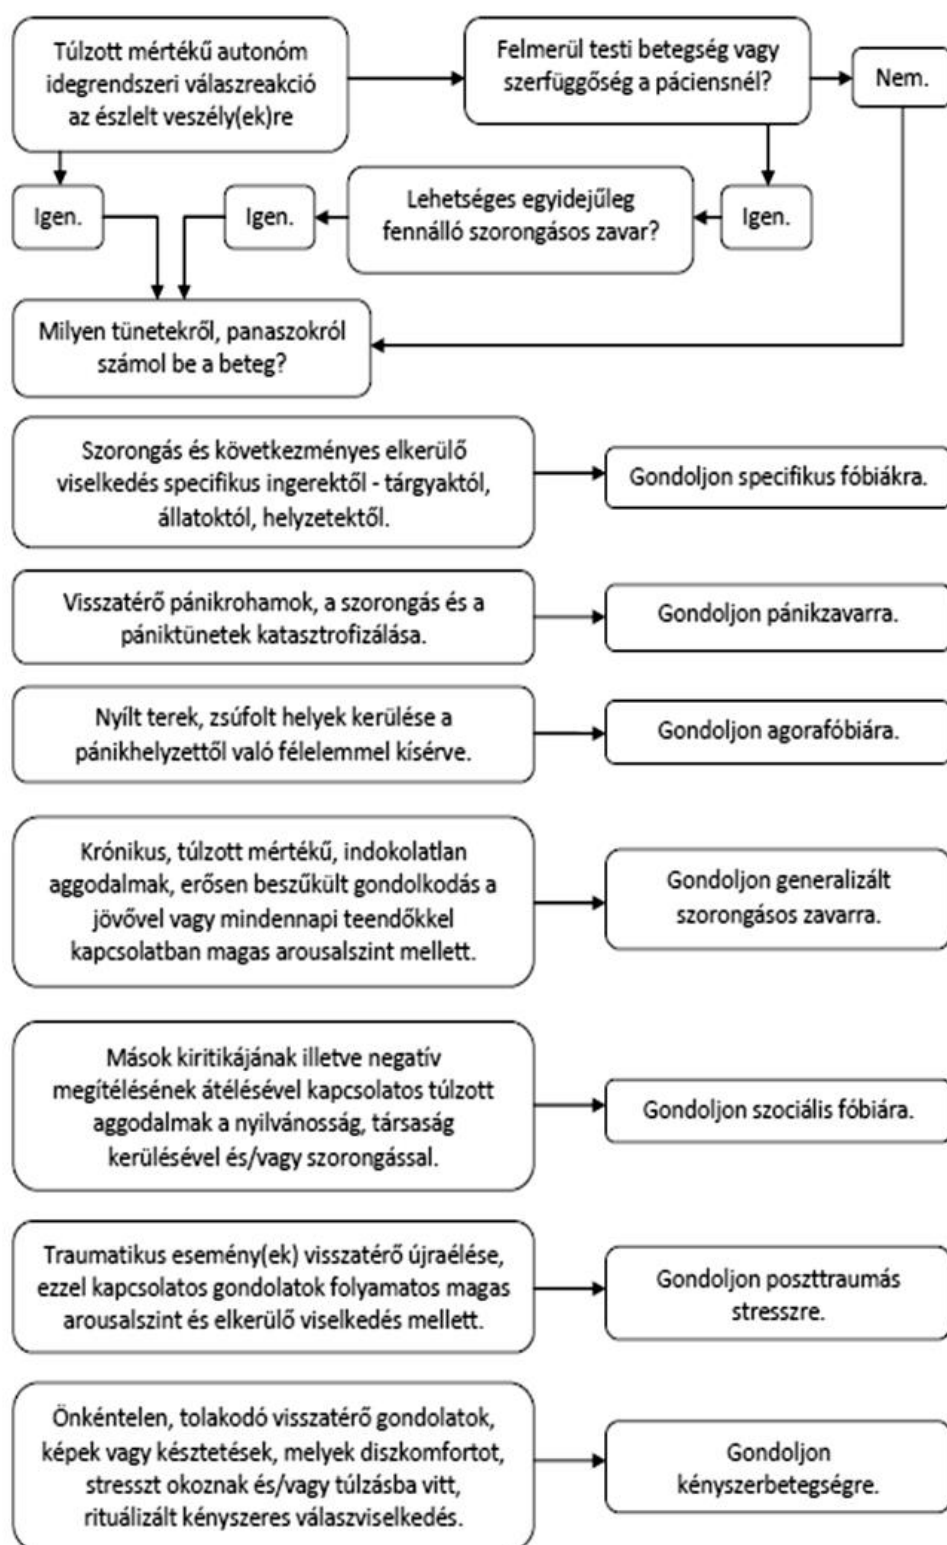 Túlzott mértékű autonóm
idegrendszeri válaszreakció
az észlelt veszély(ek)re
Felmerül testi betegség vagy
szerfüggőség a páciensnél?
Nem.
Igen.
Igen.
Lehetséges egyidejűleg
fennálló szorongásos zavar?
Igen.
Milyen tünetekről, panaszokról
számol be a beteg?
Szorongás és következményes elkerülő
viselkedés specifikus ingerektől - tárgyaktól,
állatoktól, helyzetektől.
Gondoljon specifikus fóbiákra.
Visszatérő pánikrohamok, a szorongás és a
pániktünetek katasztrofizálása.
Gondoljon pánikzavarra.
Nyílt terek, zsúfolt helyek kerülése a
pánikhelyzettől való félelemmel kísérve.
Gondoljon agorafóbiára.
Krónikus, túlzott mértékű, indokolatlan
aggodalmak, erősen beszűkült gondolkodás a
jövővel vagy mindennapi teendőkkel
kapcsolatban magas arousalszint mellett.
Gondoljon generalizált
szorongásos zavarra.
Mások kiritikájának illetve negatív
megítélésének átélésével kapcsolatos túlzott
aggodalmak a nyilvánosság, társaság
kerülésével és/vagy szorongással.
Gondoljon szociális fóbiára.
Traumatikus esemény(ek) visszatérő újraélése,
ezzel kapcsolatos gondolatok folyamatos magas
arousalszint és elkerülő viselkedés mellett.
Gondoljon poszttraumás
stresszre.
Önkéntelen, tolakodó visszatérő gondolatok,
képek vagy késztetések, melyek diszkomfortot,
stresszt okoznak és/vagy túlzásba vitt,
rituálizált kényszeres válaszviselkedés.
Gondoljon
kényszerbetegségre.